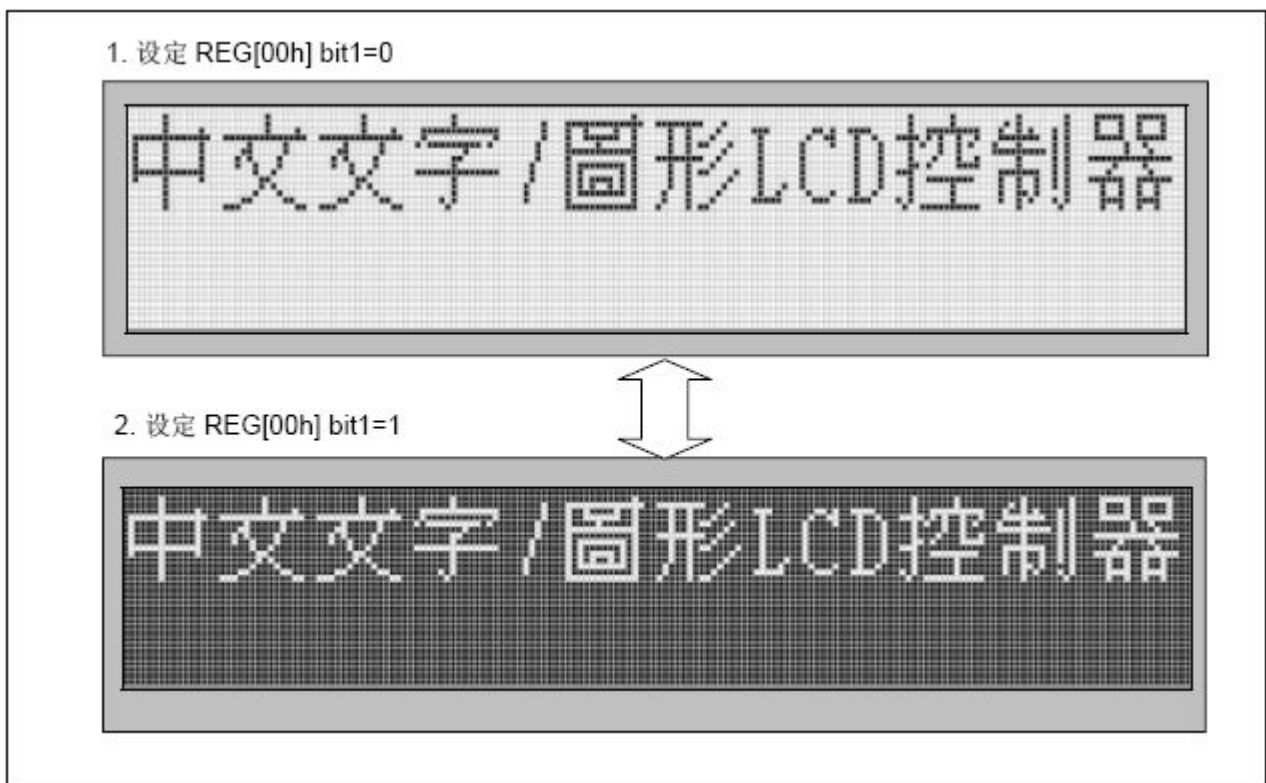 1. 设定 REG[00h] bit1=0
中文文字/圖形LCD控制器
2. 设定 REG[00h] bit1=1
中文文字/圖形LCD控制器